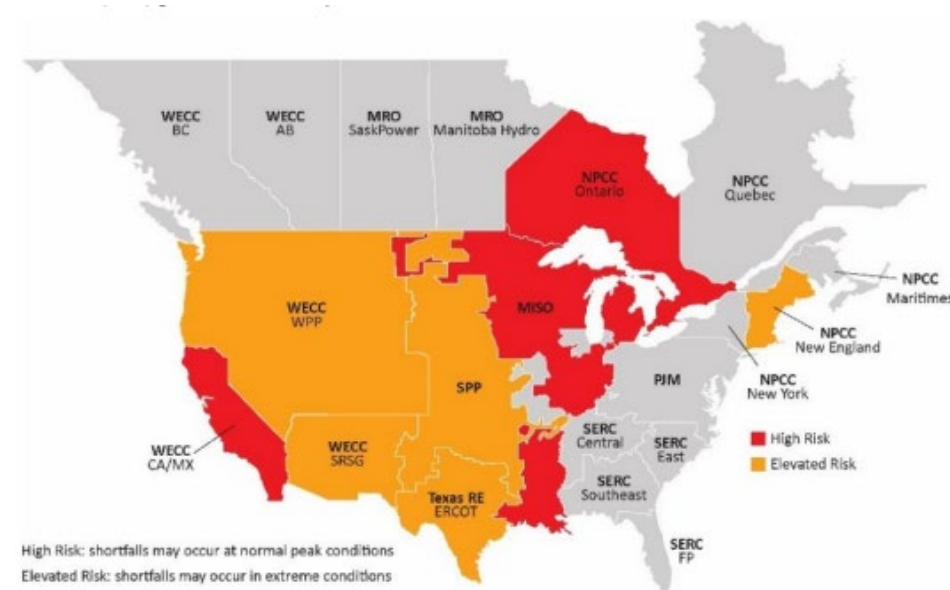 WECC
BC
WECC
AB
MRO
SaskPower
MRO
Manitoba Hydro
NPCC
Ontario
NPCC
Quebec
NPCC
Maritimes
WECC
WPP
MISO
NPCC
New England
SPP
PJM
NPCC
New York
WECC
CA/MX
WECC
SRSG
SERC
Central
SERC
East
High Risk
Elevated Risk
Texas RE
ERCOT
SERC
Southeast
SERC
FP
High Risk: shortfalls may occur at normal peak conditions
Elevated Risk: shortfalls may occur in extreme conditions